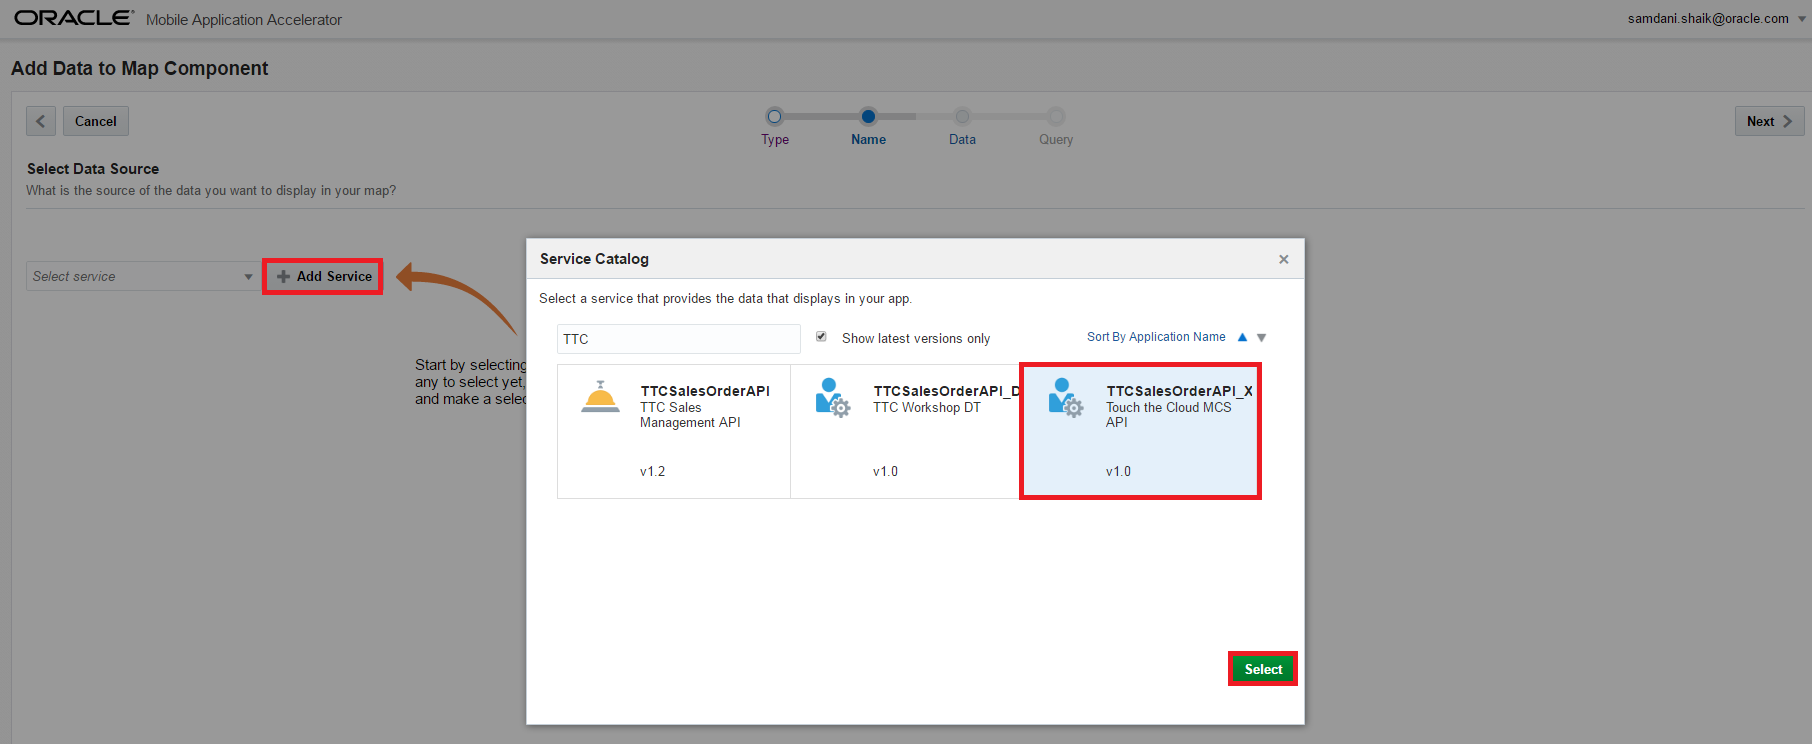 ORACLE Mobile Application Accelerator
samdani.shaik@oracle.com
Add Data to Map Component
Cancel
Type
Name
Data
Query
Next
Select Data Source
What is the source of the data you want to display in your map?
Select service
Add Service
Start by selecting
any to select yet,
and make a selec
Service Catalog
Select a service that provides the data that displays in your app.
TTC
Show latest versions only
Sort By Application Name
TTCSalesOrderAPI
TTC Sales
Management API
v1.2
TTCSalesOrderAPI_D
TTC Workshop DT
v1.0
TTCSalesOrderAPI_X
Touch the Cloud MCS
API
v1.0
Select